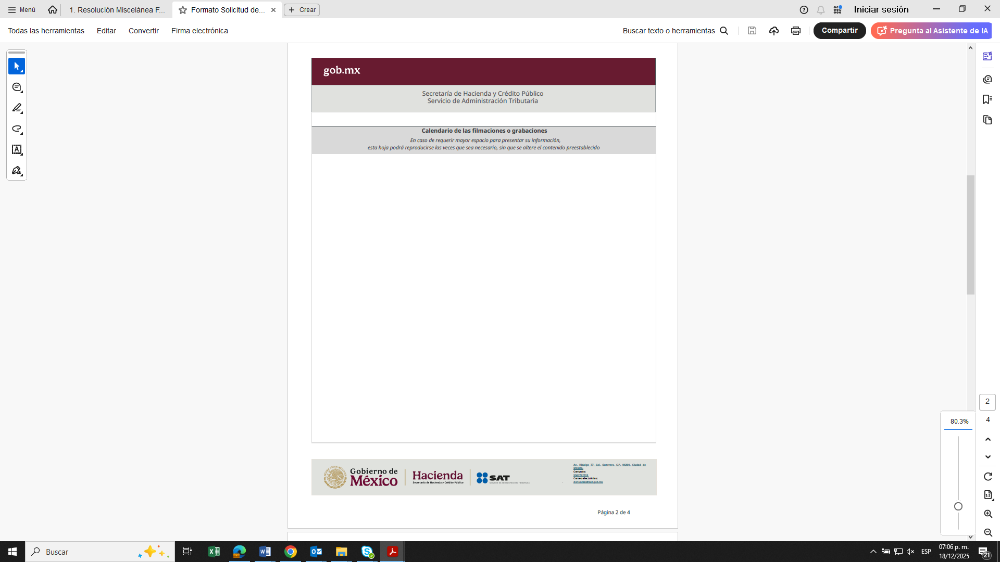 Menú
1. Resolución Miscelánea F...
Formato Solicitud de...
Crear
Iniciar sesión
Todas las herramientas
Editar
Convertir
Firma electrónica
Buscar texto o herramientas
Compartir
Pregunta al Asistente de IA
gob.mx
Secretaría de Hacienda y Crédito Público
Servicio de Administración Tributaria
Calendario de las filmaciones o grabaciones
En caso de requerir mayor espacio para presentar su información,
esta hoja podrá reproducirse las veces que sea necesario, sin que se altere el contenido preestablecido
2
80.3%
4
Gobierno de
México
Hacienda
Secretaría de Hacienda y Crédito Público
SAT
SERVICIO DE ADMINISTRACIÓN TRIBUTARIA
Av. Hidalgo 77, Col. Guerrero, C.P. 06300, Ciudad de
México.
Contacto:
Correo electrónico:
denuncias@sat.gob.mx
Página 2 de 4
Buscar
ESP
07:06 p. m.
18/12/2025
21